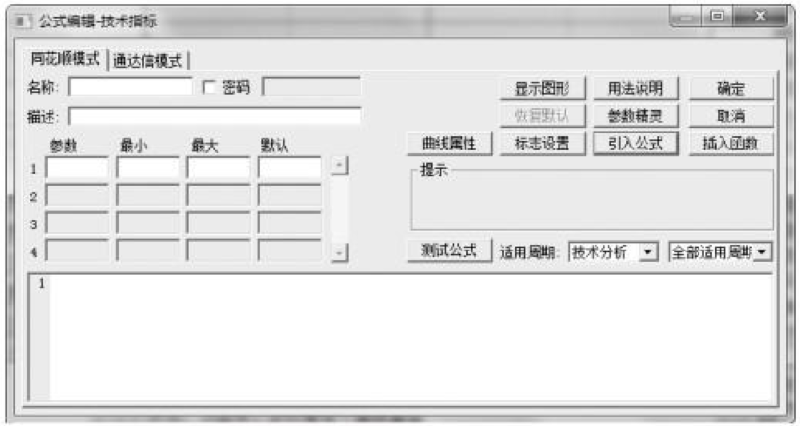 公式编辑-技术指标
同花顺模式 通达信模式
名称: 密码 显示图形 用法说明 确定
描述: 恢复默认 参数精灵 取消
参数 最小 最大 默认 曲线属性 标志设置 引入公式 插入函数
1 提示
2
3
4 测试公式 适用周期: 技术分析 全部适用周期
1